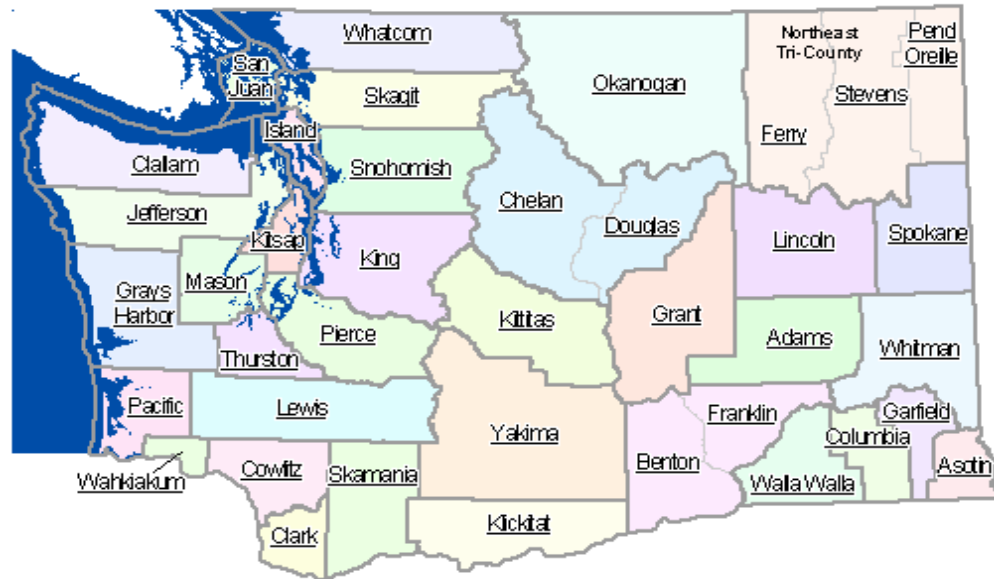 Whatcom
San
Juan
Skagit
Island
Okanogan
Northeast
Tri-County
Pend
Oreille
Stevens
Ferry
Clallam
Snohomish
Jefferson
Chelan
Douglas
Kitsap
King
Lincoln
Spokane
Mason
Grays
Harbor
Kittitas
Grant
Pierce
Thurston
Adams
Whitman
Pacific
Lewis
Yakima
Franklin
Garfield
Columbia
Benton
Asotin
Wahkiakum
Cowlitz
Skamania
Walla Walla
Klickitat
Clark